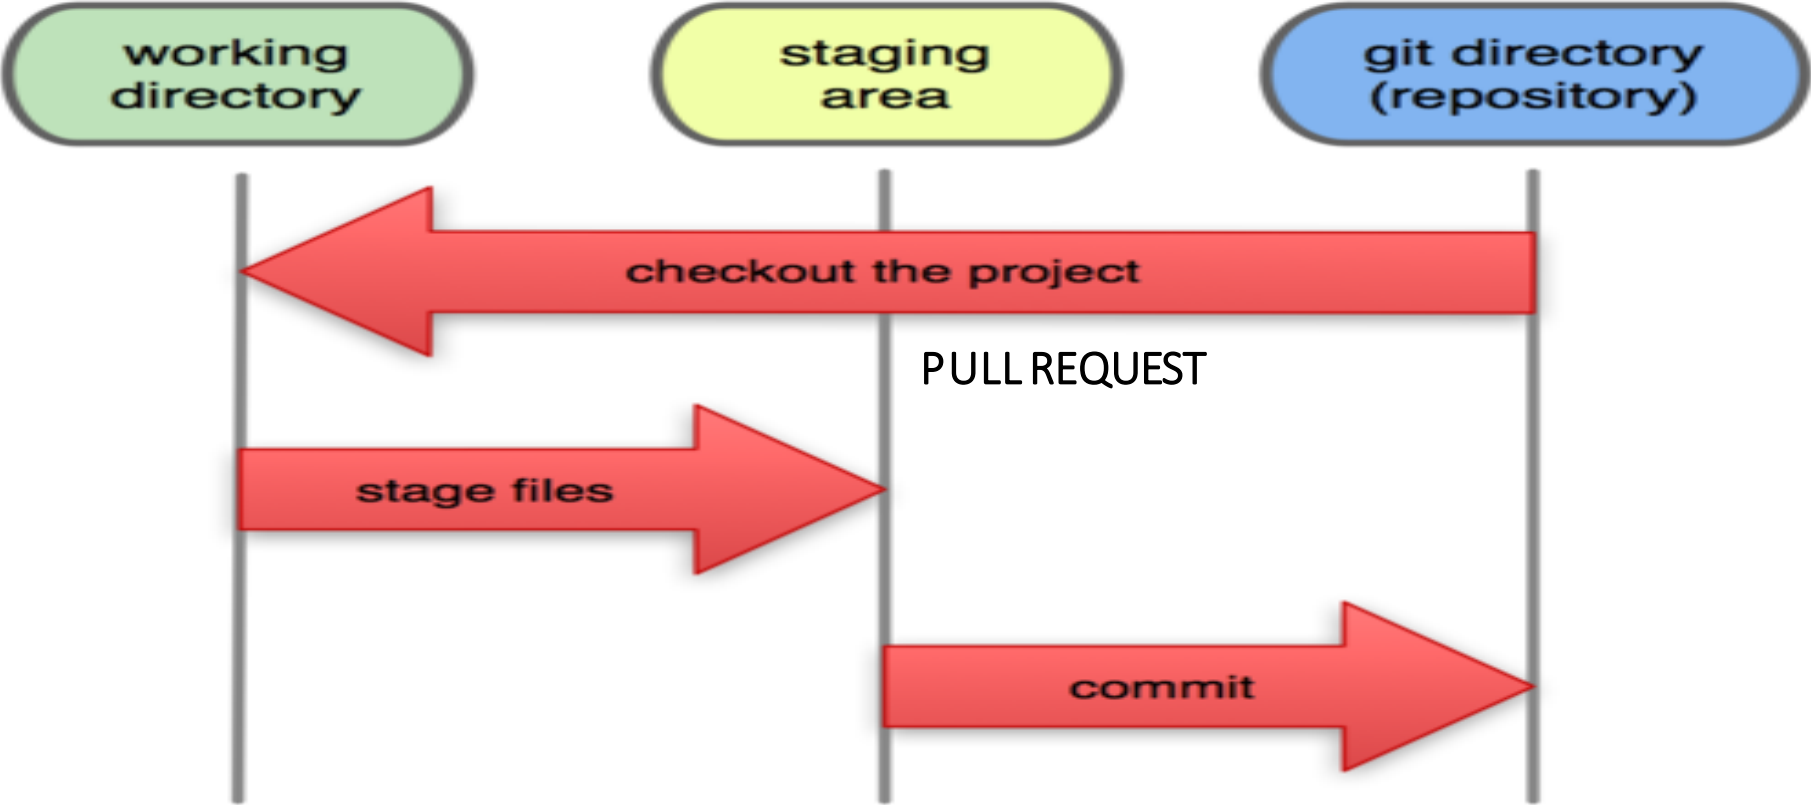 working
directory
staging
area
git directory
(repository)
checkout the project
PULL REQUEST
stage files
commit